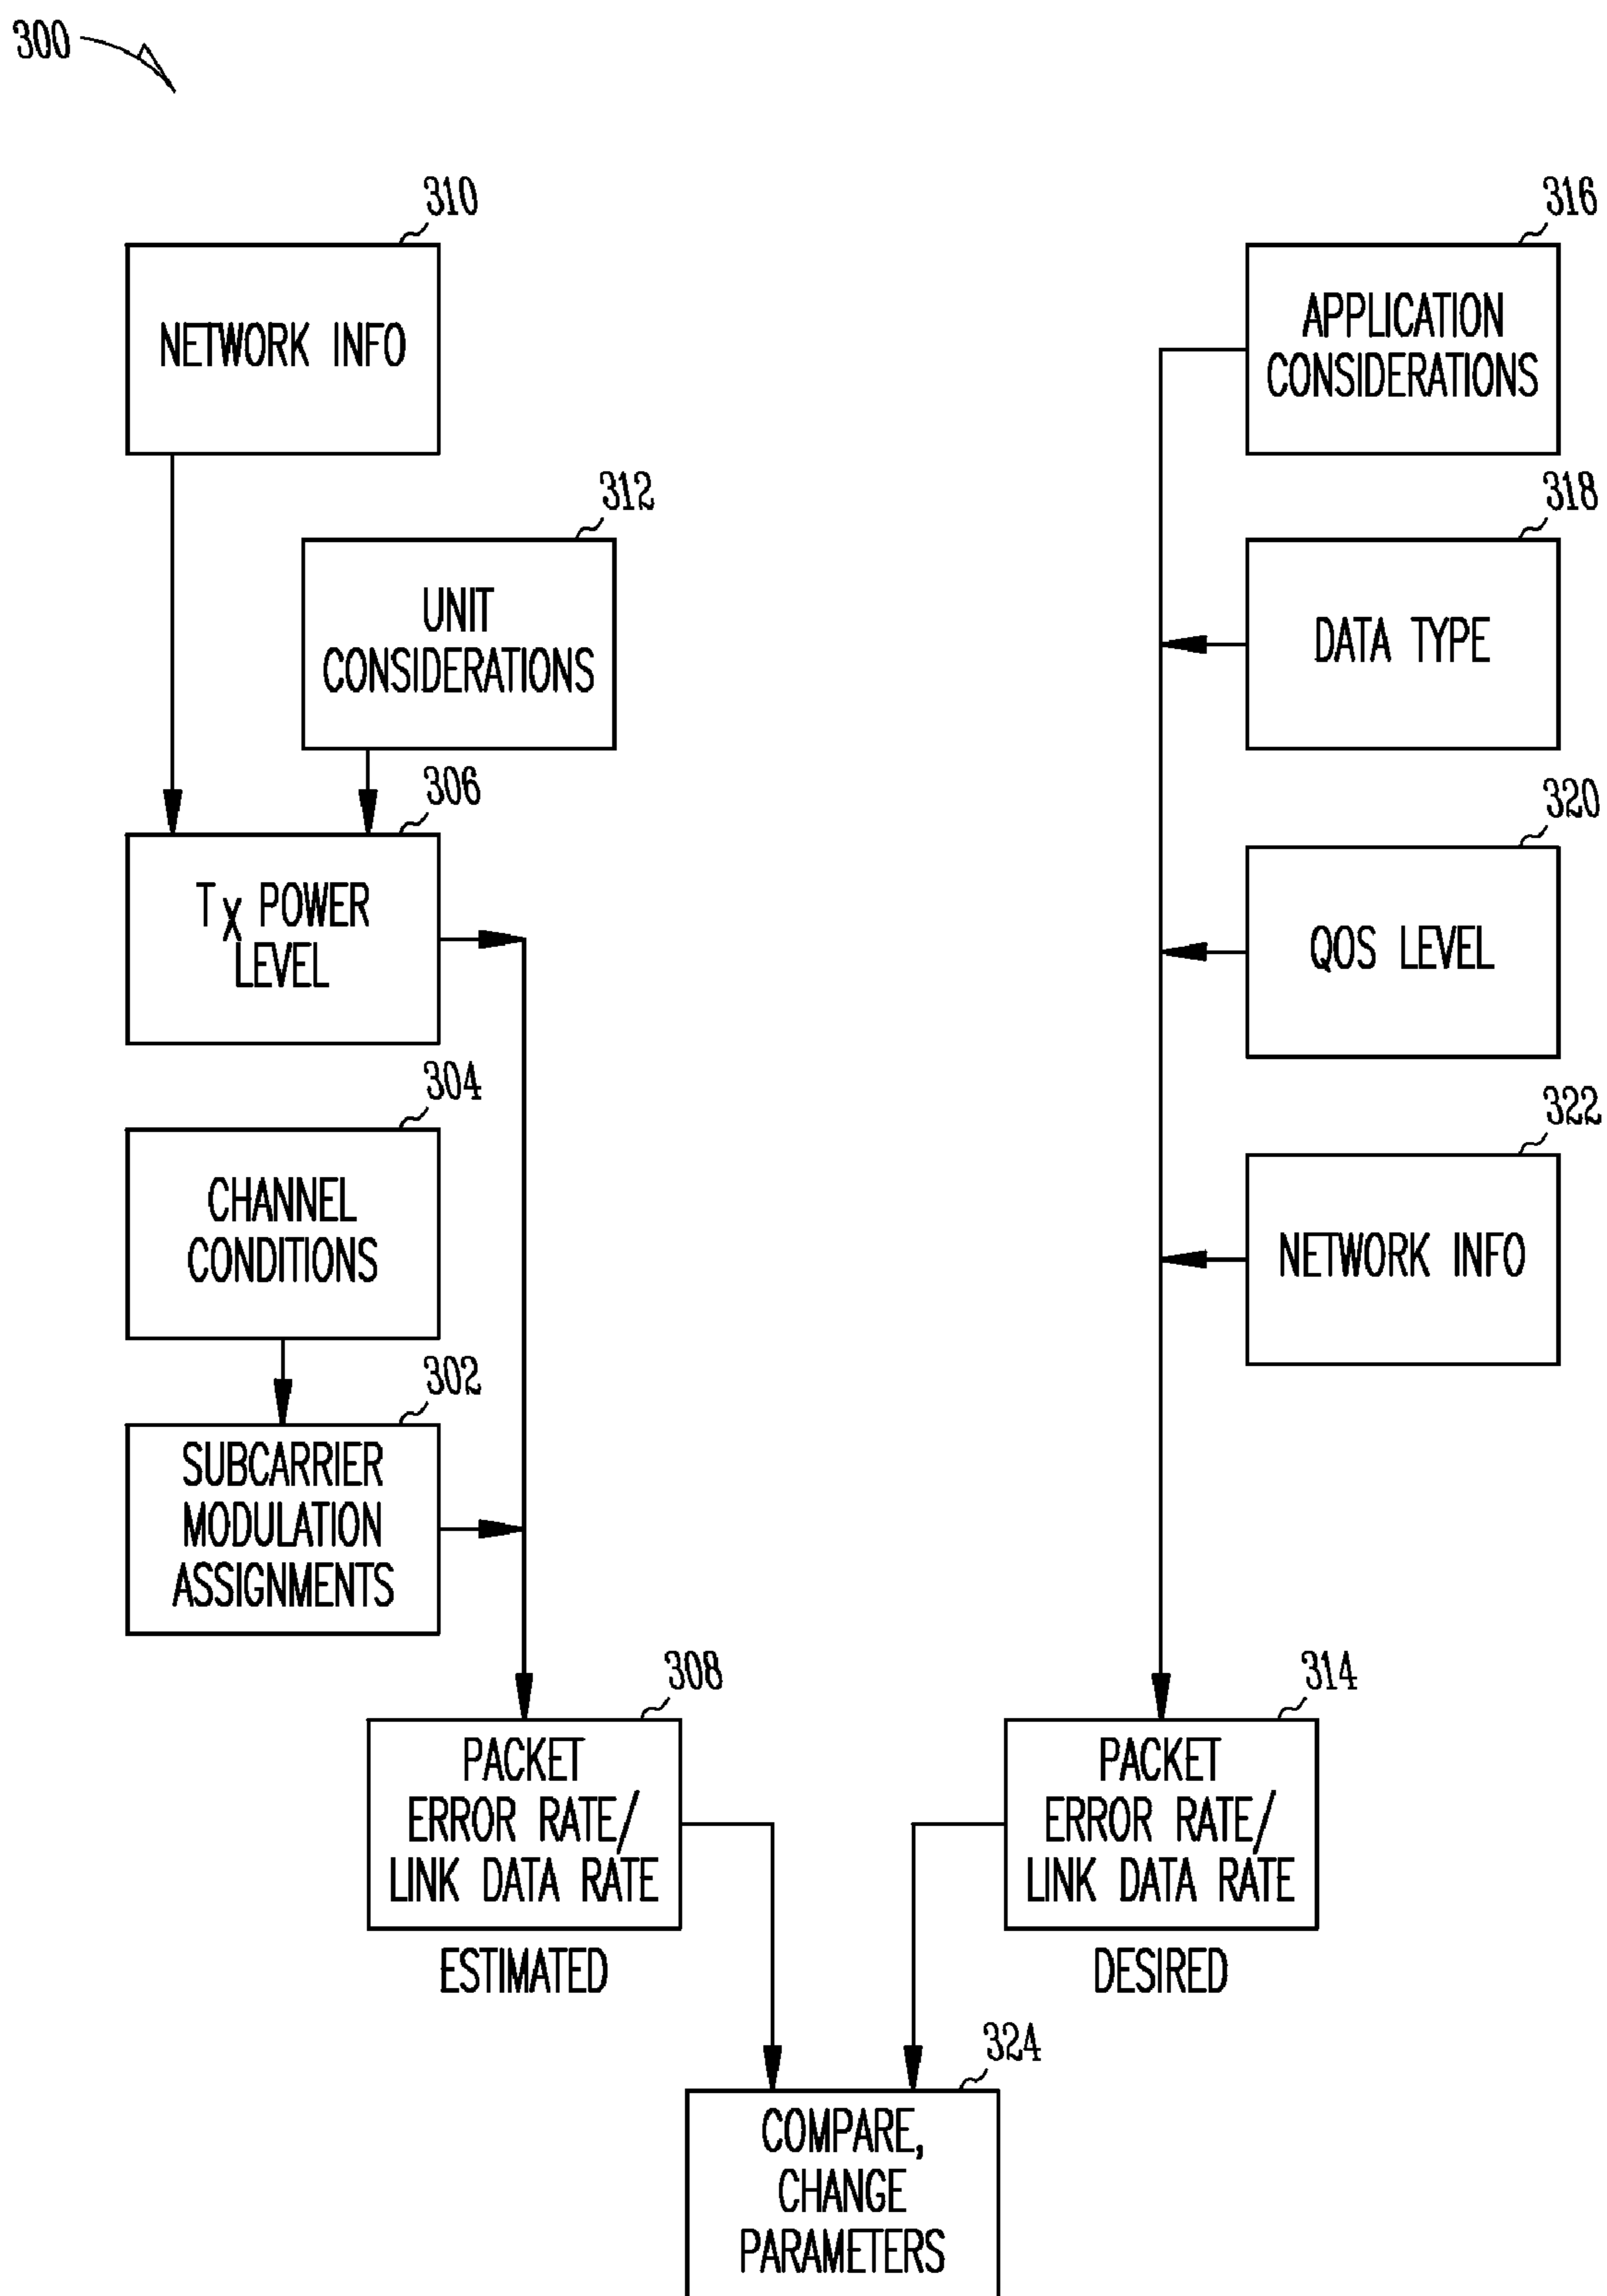 300
310
NETWORK INFO
316
APPLICATION
CONSIDERATIONS
312
UNIT
CONSIDERATIONS
318
DATA TYPE
306
TX POWER
LEVEL
320
QOS LEVEL
304
CHANNEL
CONDITIONS
322
NETWORK INFO
302
SUBCARRIER
MODULATION
ASSIGNMENTS
308
PACKET
ERROR RATE/
LINK DATA RATE
ESTIMATED
314
PACKET
ERROR RATE/
LINK DATA RATE
DESIRED
324
COMPARE,
CHANGE
PARAMETERS